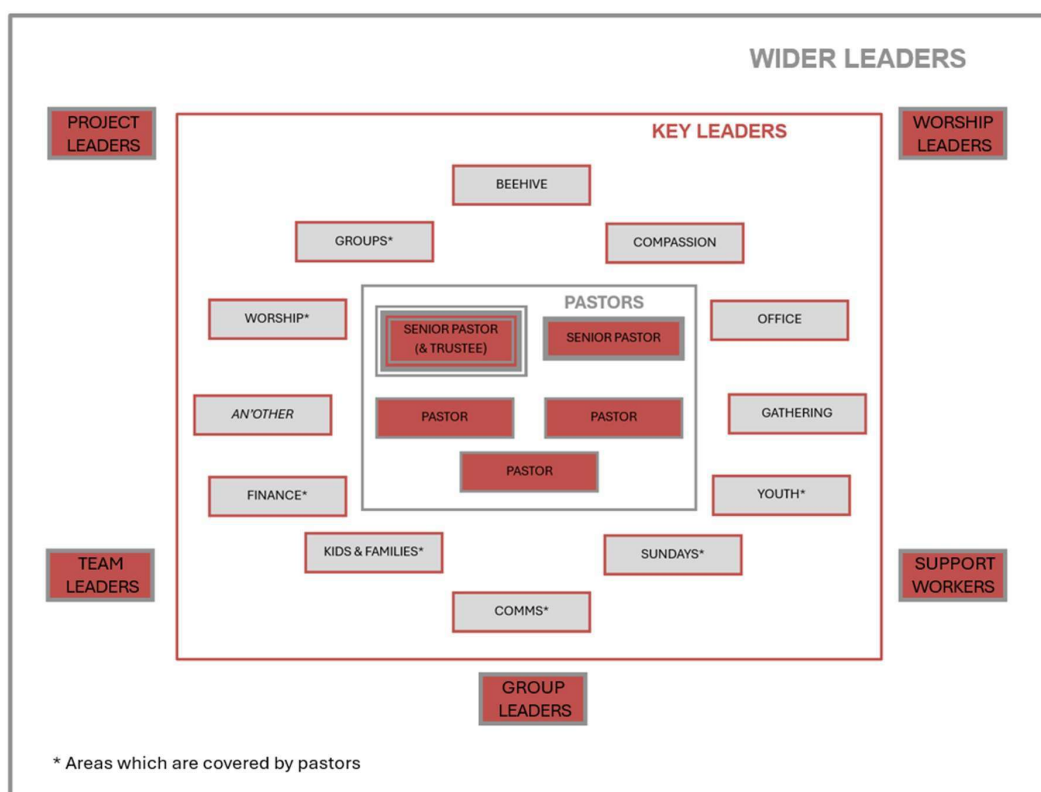 WIDER LEADERS
PROJECT
LEADERS
KEY LEADERS
WORSHIP
LEADERS
BEEHIVE
GROUPS*
COMPASSION
PASTORS
WORSHIP*
SENIOR PASTOR
(& TRUSTEE)
SENIOR PASTOR
OFFICE
AN'OTHER
PASTOR
PASTOR
GATHERING
PASTOR
FINANCE*
YOUTH*
KIDS & FAMILIES*
SUNDAYS*
TEAM
LEADERS
SUPPORT
WORKERS
COMMS*
GROUP
LEADERS
* Areas which are covered by pastors